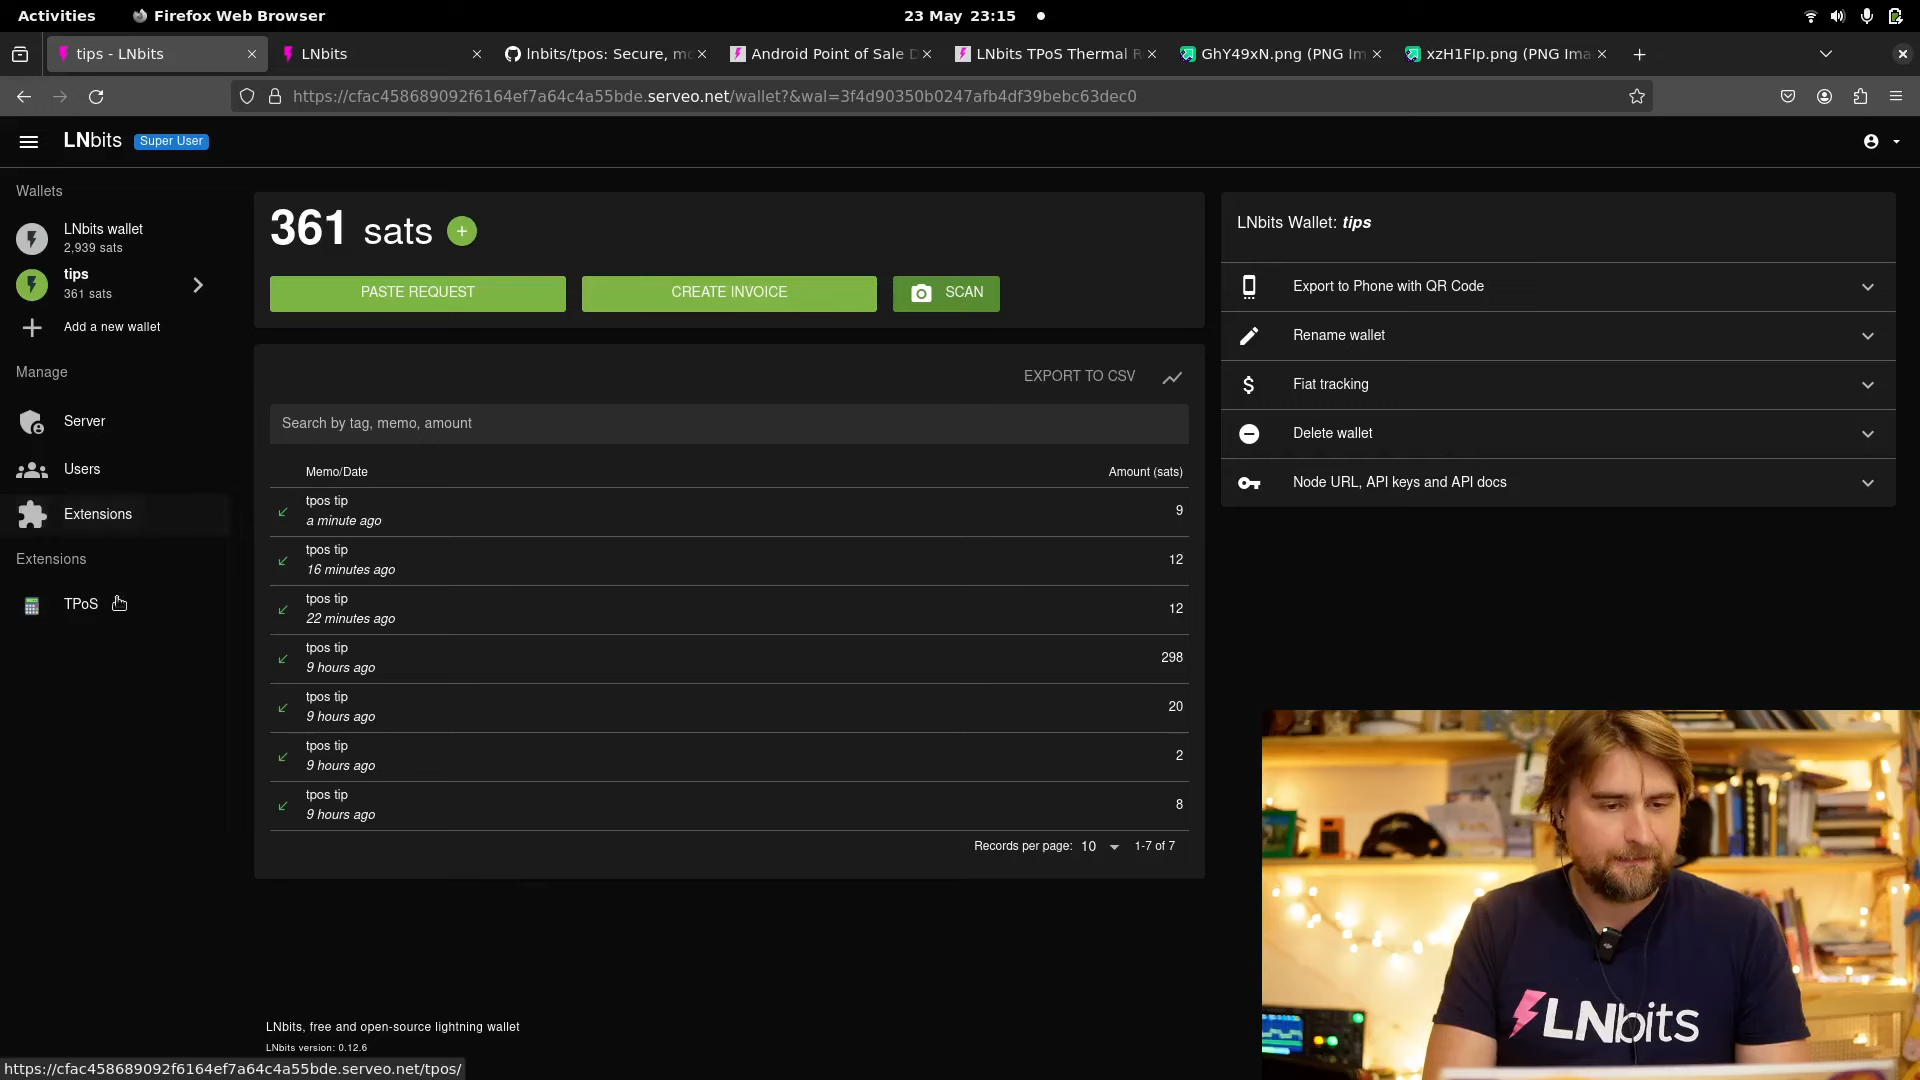 Activities
Firefox Web Browser
23 May 23:15
tips - LNbits
LNbits
lnbits/tpos: Secure, mo
Android Point of Sale D
LNbits TPoS Thermal R
GhY49xN.png (PNG Im
xzH1FIp.png (PNG Ima
https://cfac458689092f6164ef7a64c4a55bde.serveo.net/wallet?&wal=3f4d90350b0247afb4df39bebc63dec0
LNbits
Super User
Wallets
LNbits wallet
2,939 sats
tips
361 sats
Add a new wallet
Manage
Server
Users
Extensions
Extensions
TPoS
361 sats
PASTE REQUEST
CREATE INVOICE
SCAN
EXPORT TO CSV
Search by tag, memo, amount
Memo/Date
Amount (sats)
tpos tip
a minute ago
9
tpos tip
16 minutes ago
12
tpos tip
22 minutes ago
12
tpos tip
9 hours ago
298
tpos tip
9 hours ago
20
tpos tip
9 hours ago
2
tpos tip
9 hours ago
8
Records per page: 10
1-7 of 7
LNbits Wallet: tips
Export to Phone with QR Code
Rename wallet
Fiat tracking
Delete wallet
Node URL, API keys and API docs
LNbits
LNbits, free and open-source lightning wallet
LNbits version: 0.12.6
https://cfac458689092f6164ef7a64c4a55bde.serveo.net/tpos/